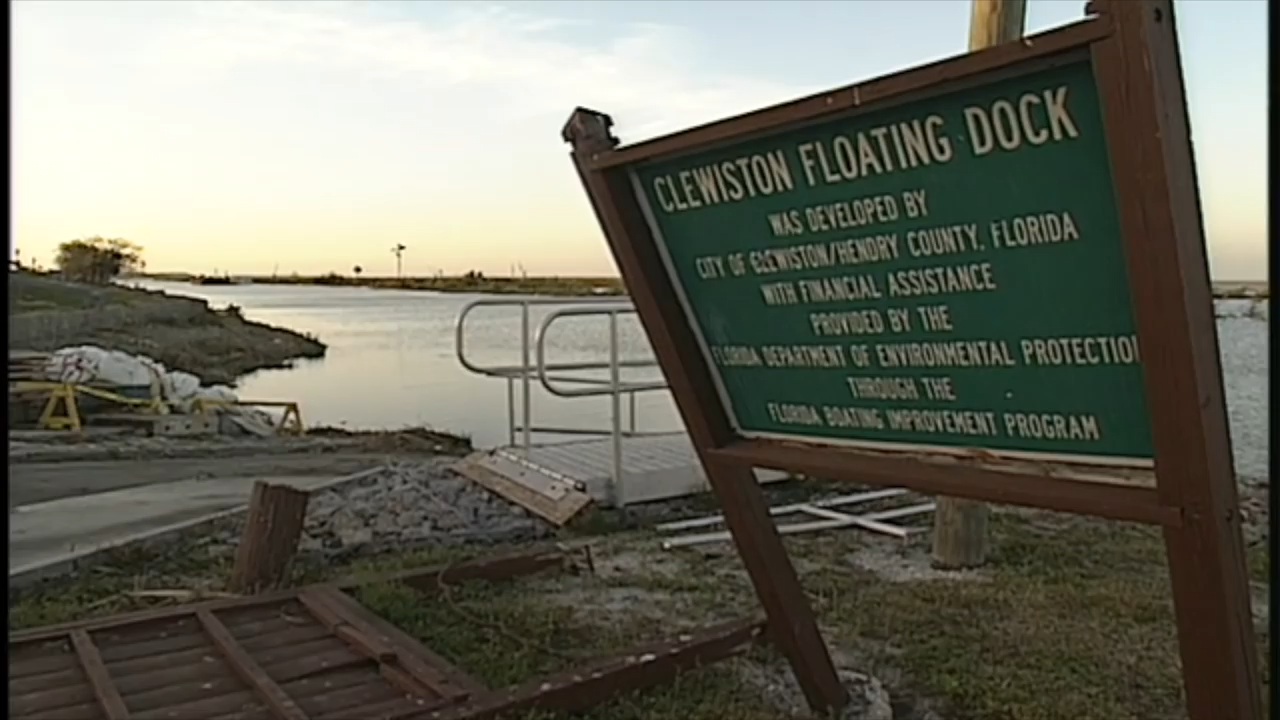 CLEWISTON FLOATING DOCK
WAS DEVELOPED BY
CITY OF CLEWISTON/HENDRY COUNTY, FLORIDA
WITH FINANCIAL ASSISTANCE
PROVIDED BY THE
FLORIDA DEPARTMENT OF ENVIRONMENTAL PROTECTION
THROUGH THE
FLORIDA BOATING IMPROVEMENT PROGRAM